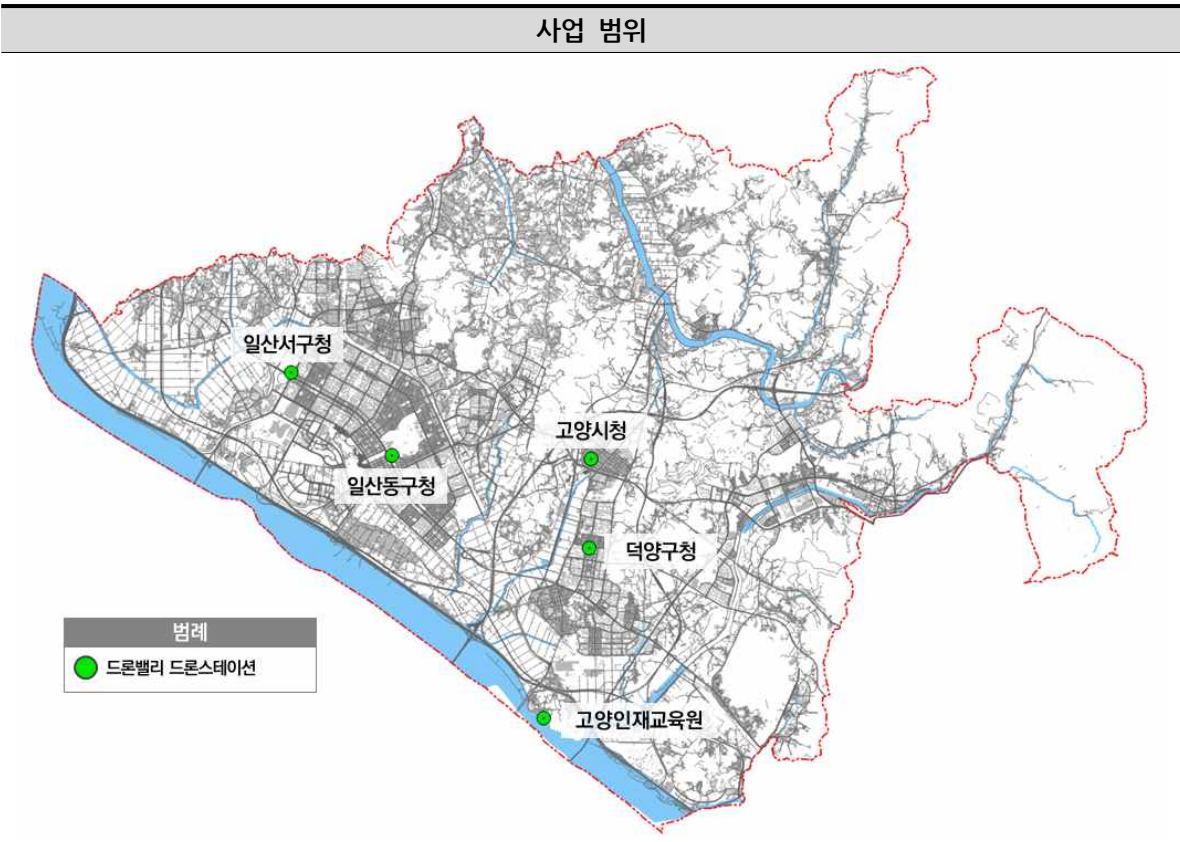 사업 범위
일산서구청
고양시청
일산동구청
덕양구청
범례
드론밸리 드론스테이션
고양인재교육원